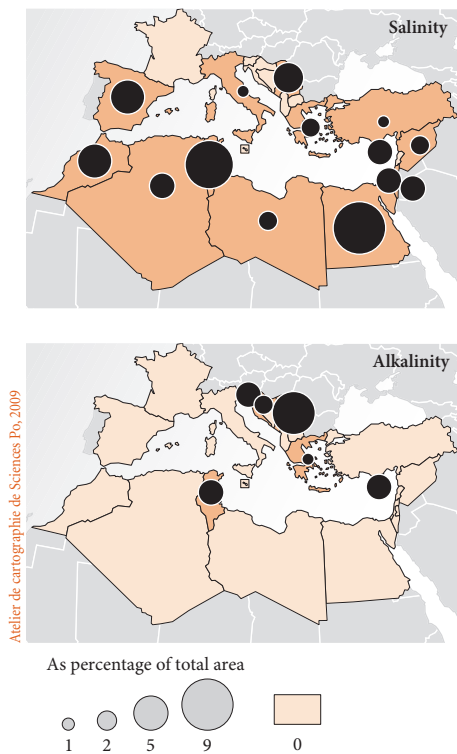 Salinity
Alkalinity
Atelier de cartographie de Sciences Po, 2009
As percentage of total area
1 2 5 9 0